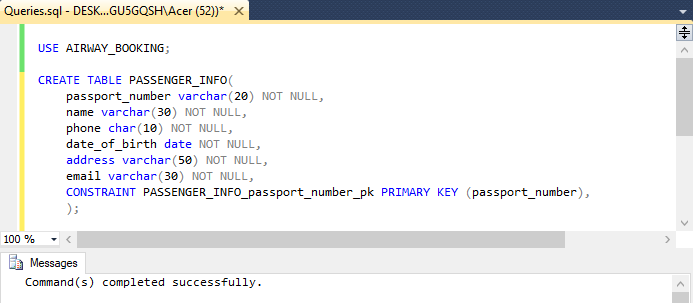 Queries.sql - DESK...GU5GQSH\Acer (52))*
USE AIRWAY_BOOKING;
CREATE TABLE PASSENGER_INFO(
passport_number varchar(20) NOT NULL,
name varchar(30) NOT NULL,
phone char(10) NOT NULL,
date_of_birth date NOT NULL,
address varchar(50) NOT NULL,
email varchar(30) NOT NULL,
CONSTRAINT PASSENGER_INFO_passport_number_pk PRIMARY KEY (passport_number),
);
100 %
Messages
Command(s) completed successfully.